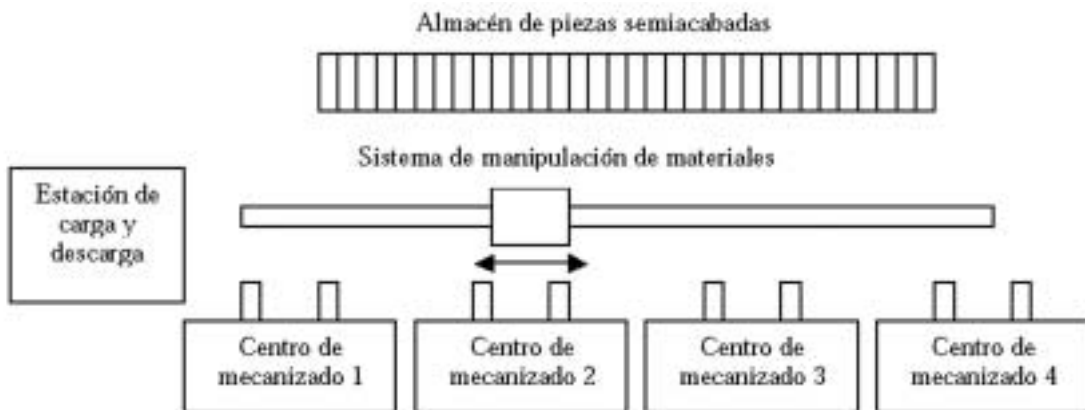 Almacén de piezas semiacabadas
Sistema de manipulación de materiales
Estación de
carga y
descarga
Centro de
mecanizado 1
Centro de
mecanizado 2
Centro de
mecanizado 3
Centro de
mecanizado 4